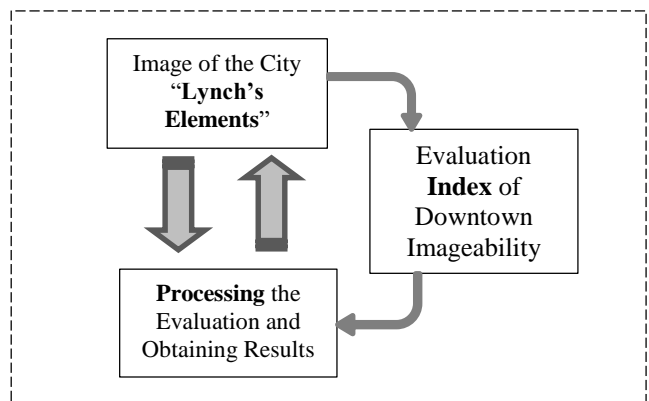 Image of the City
“Lynch’s
Elements”
Evaluation
Index of
Downtown
Imageability
Processing the
Evaluation and
Obtaining Results